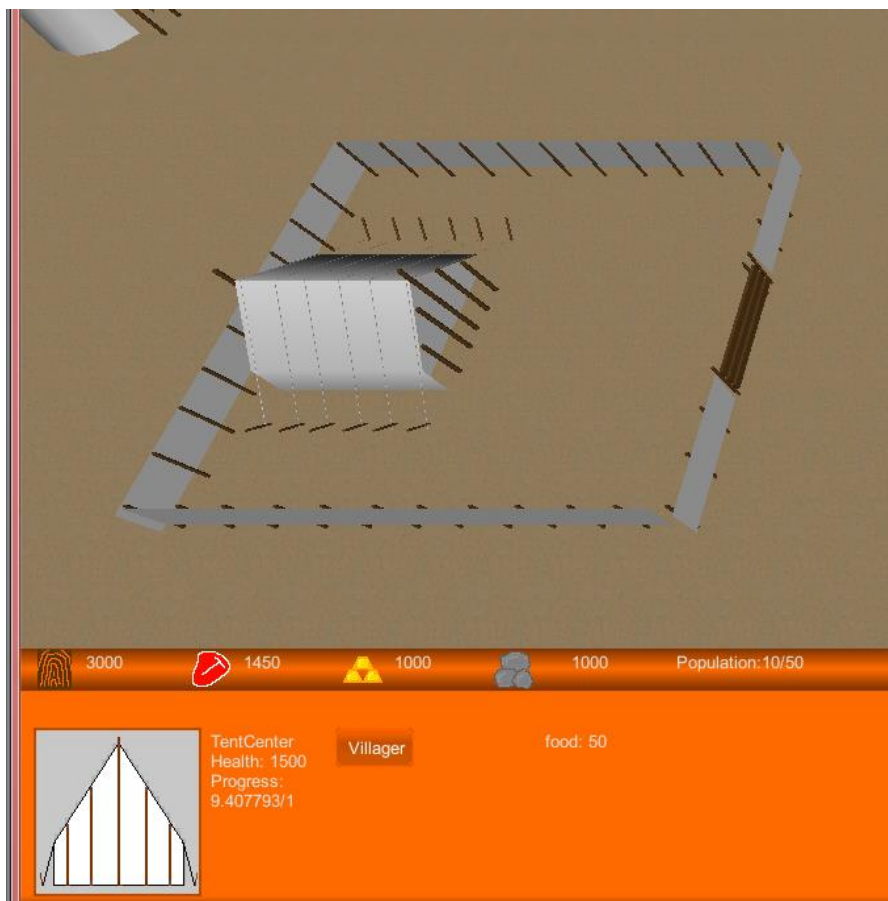 3000 1450 1000 1000 Population:10/50
TentCenter Villager food: 50
Health: 1500
Progress:
9.407793/1